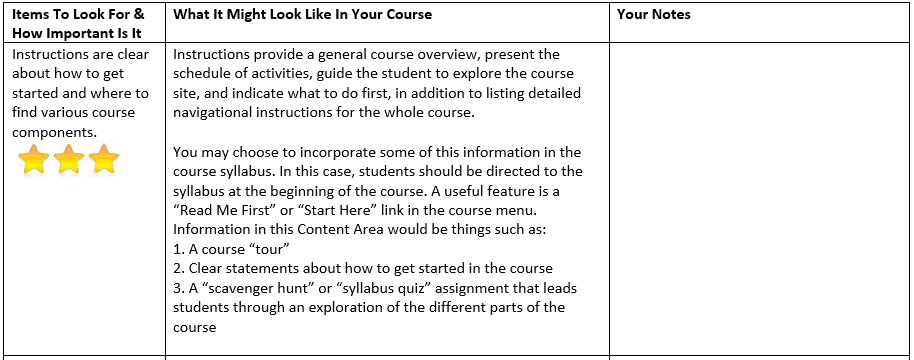 Items To Look For &
How Important Is It
What It Might Look Like In Your Course
Your Notes
Instructions are clear
about how to get
started and where to
find various course
components.
Instructions provide a general course overview, present the
schedule of activities, guide the student to explore the course
site, and indicate what to do first, in addition to listing detailed
navigational instructions for the whole course.
You may choose to incorporate some of this information in the
course syllabus. In this case, students should be directed to the
syllabus at the beginning of the course. A useful feature is a
“Read Me First” or “Start Here” link in the course menu.
Information in this Content Area would be things such as:
1. A course “tour”
2. Clear statements about how to get started in the course
3. A “scavenger hunt” or “syllabus quiz” assignment that leads
students through an exploration of the different parts of the
course